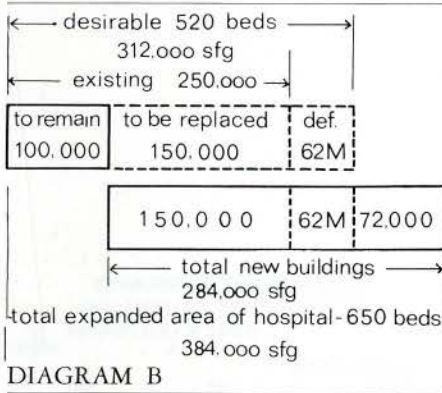 desirable 520 beds
312.000 sfg
existing 250.000
to remain to be replaced def.
100.000 150.000 62M
150.000 62M 72,000
total new buildings
284,000 sfg
total expanded area of hospital-650 beds
384.000 sfg
DIAGRAM B